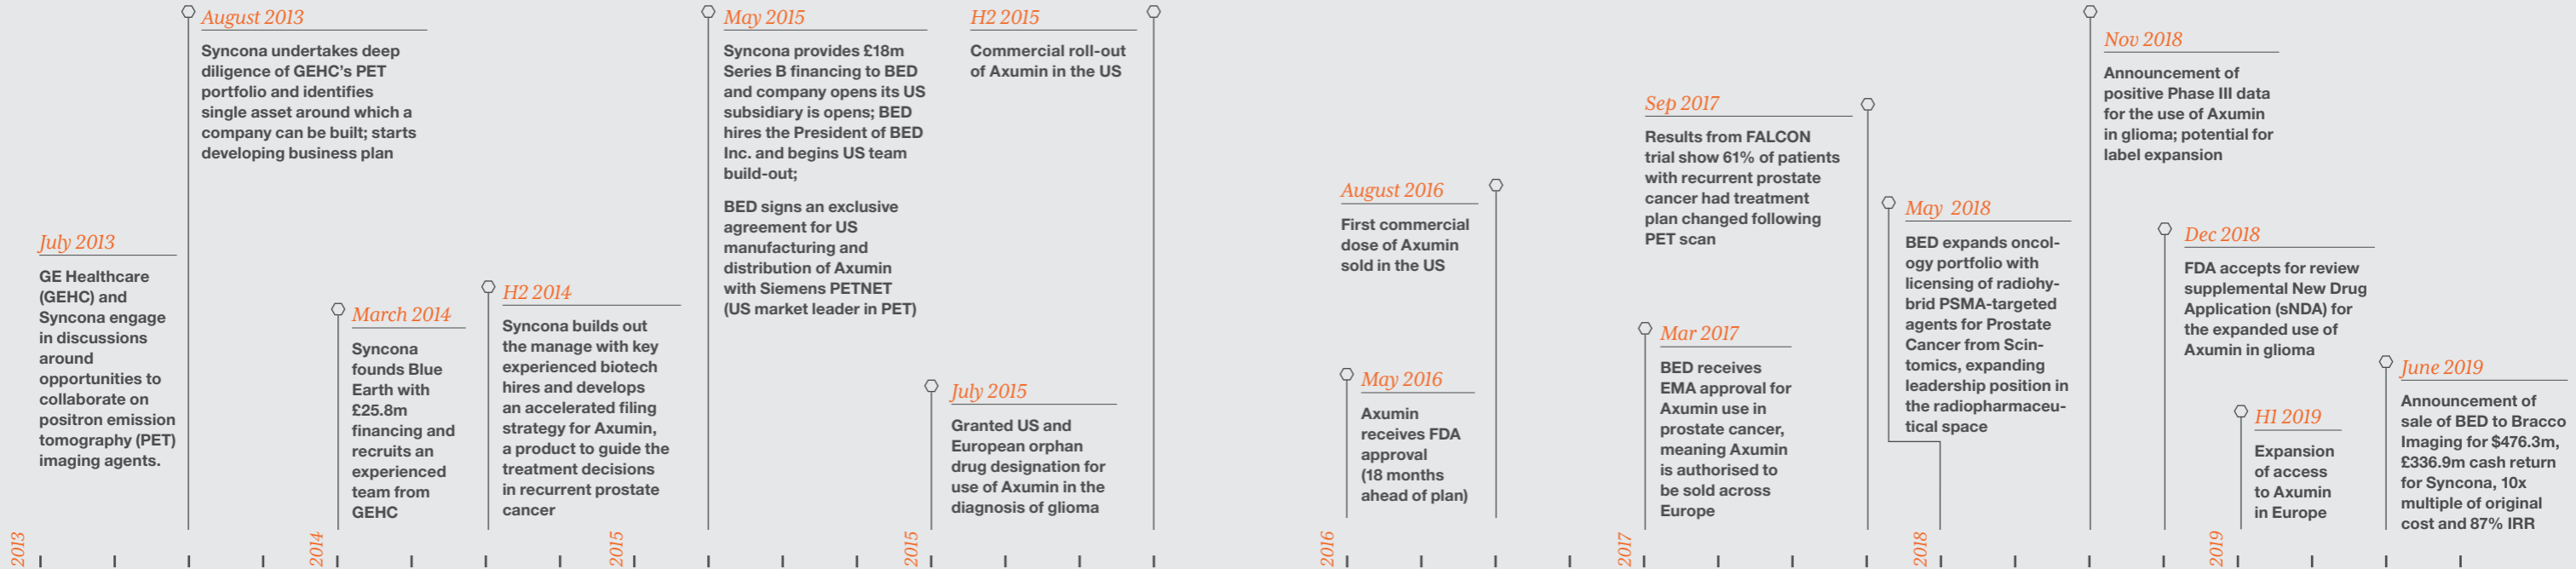 July 2013
GE Healthcare
(GEHC) and
Syncona engage
in discussions
around
opportunities to
collaborate on
positron emission
tomography (PET)
imaging agents.
August 2013
Syncona undertakes deep
diligence of GEHC’s PET
portfolio and identifies
single asset around which a
company can be built; starts
developing business plan
March 2014
Syncona
founds Blue
Earth with
£25.8m
financing and
recruits an
experienced
team from
GEHC
H2 2014
Syncona builds out
the manage with key
experienced biotech
hires and develops
an accelerated filing
strategy for Axumin,
a product to guide the
treatment decisions
in recurrent prostate
cancer
May 2015
Syncona provides £18m
Series B financing to BED
and company opens its US
subsidiary is opens; BED
hires the President of BED
Inc. and begins US team
build-out;
BED signs an exclusive
agreement for US
manufacturing and
distribution of Axumin
with Siemens PETNET
(US market leader in PET)
July 2015
Granted US and
European orphan
drug designation for
use of Axumin in the
diagnosis of glioma
H2 2015
Commercial roll-out
of Axumin in the US
May 2016
Axumin
receives FDA
approval
(18 months
ahead of plan)
August 2016
First commercial
dose of Axumin
sold in the US
Mar 2017
BED receives
EMA approval for
Axumin use in
prostate cancer,
meaning Axumin
is authorised to
be sold across
Europe
Sep 2017
Results from FALCON
trial show 61% of patients
with recurrent prostate
cancer had treatment
plan changed following
PET scan
May 2018
BED expands oncol-
ogy portfolio with
licensing of radiohy-
brid PSMA-targeted
agents for Prostate
Cancer from Scin-
tomics, expanding
leadership position in
the radiopharmaceu-
tical space
Nov 2018
Announcement of
positive Phase III data
for the use of Axumin
in glioma; potential for
label expansion
Dec 2018
FDA accepts for review
supplemental New Drug
Application (sNDA) for
the expanded use of
Axumin in glioma
H1 2019
Expansion
of access
to Axumin
in Europe
June 2019
Announcement of
sale of BED to Bracco
Imaging for $476.3m,
£336.9m cash return
for Syncona, 10x
multiple of original
cost and 87% IRR
2013
2014
2015
2015
2016
2017
2018
2019